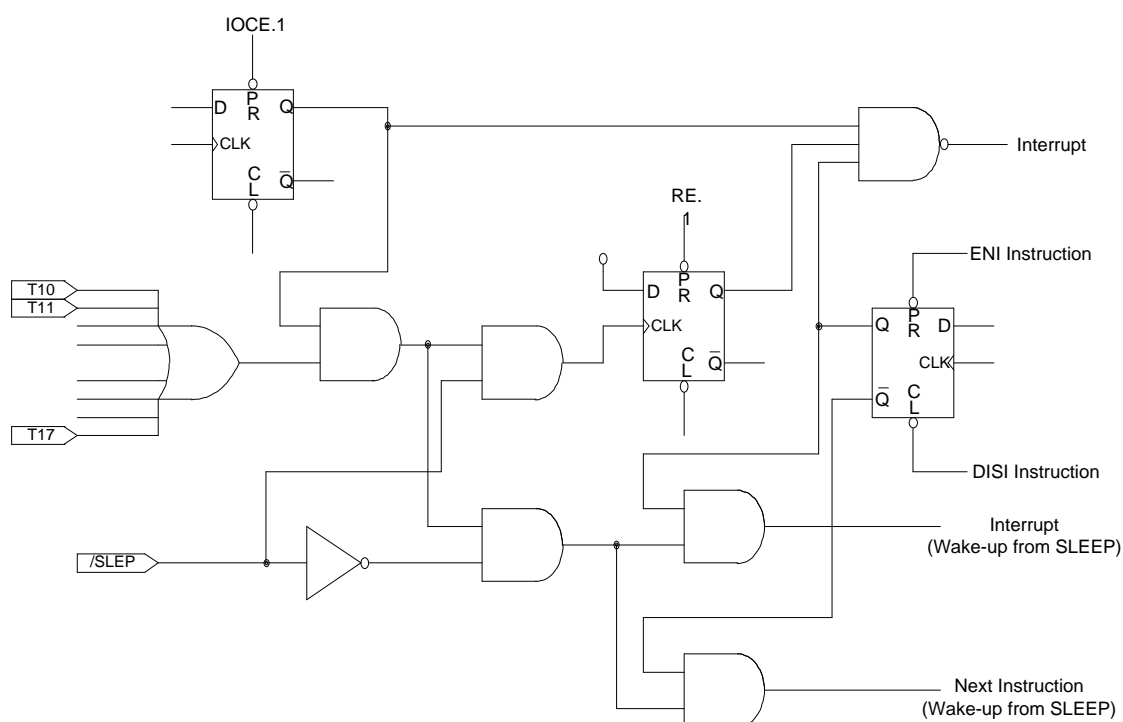 IOCE.1
D
P
R
Q
CLK
C
L
Q
Interrupt
RE.
1
ENI Instruction
T10
T11
D
P
R
Q
CLK
C
L
Q
Q
P
R
D
CLK
Q
C
L
T17
DISI Instruction
Interrupt
(Wake-up from SLEEP)
/SLEP
Next Instruction
(Wake-up from SLEEP)